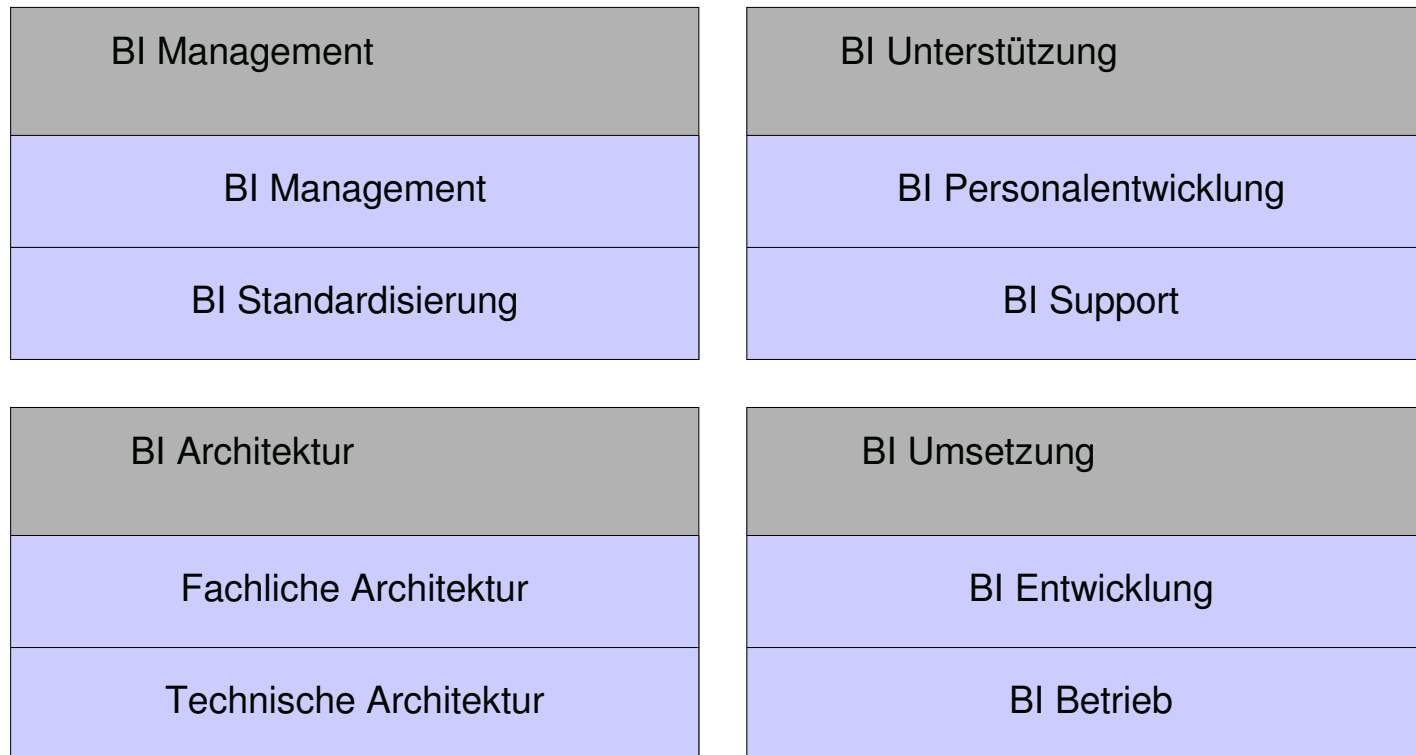 BI Management
BI Management
BI Standardisierung
BI Unterstützung
BI Personalentwicklung
BI Support
BI Architektur
Fachliche Architektur
Technische Architektur
BI Umsetzung
BI Entwicklung
BI Betrieb